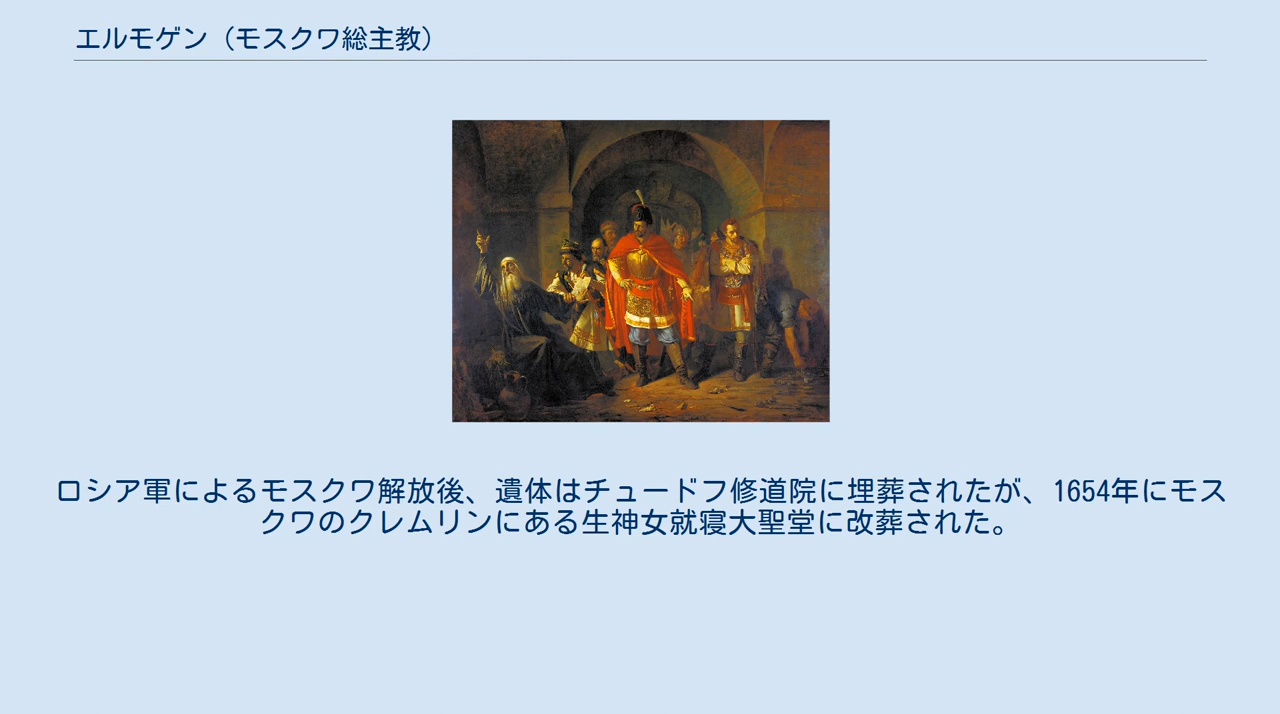 エルモゲン（モスクワ総主教）
ロシア軍によるモスクワ解放後、遺体はチュードフ修道院に埋葬されたが、1654年にモス
クワのクレムリンにある生神女就寝大聖堂に改葬された。